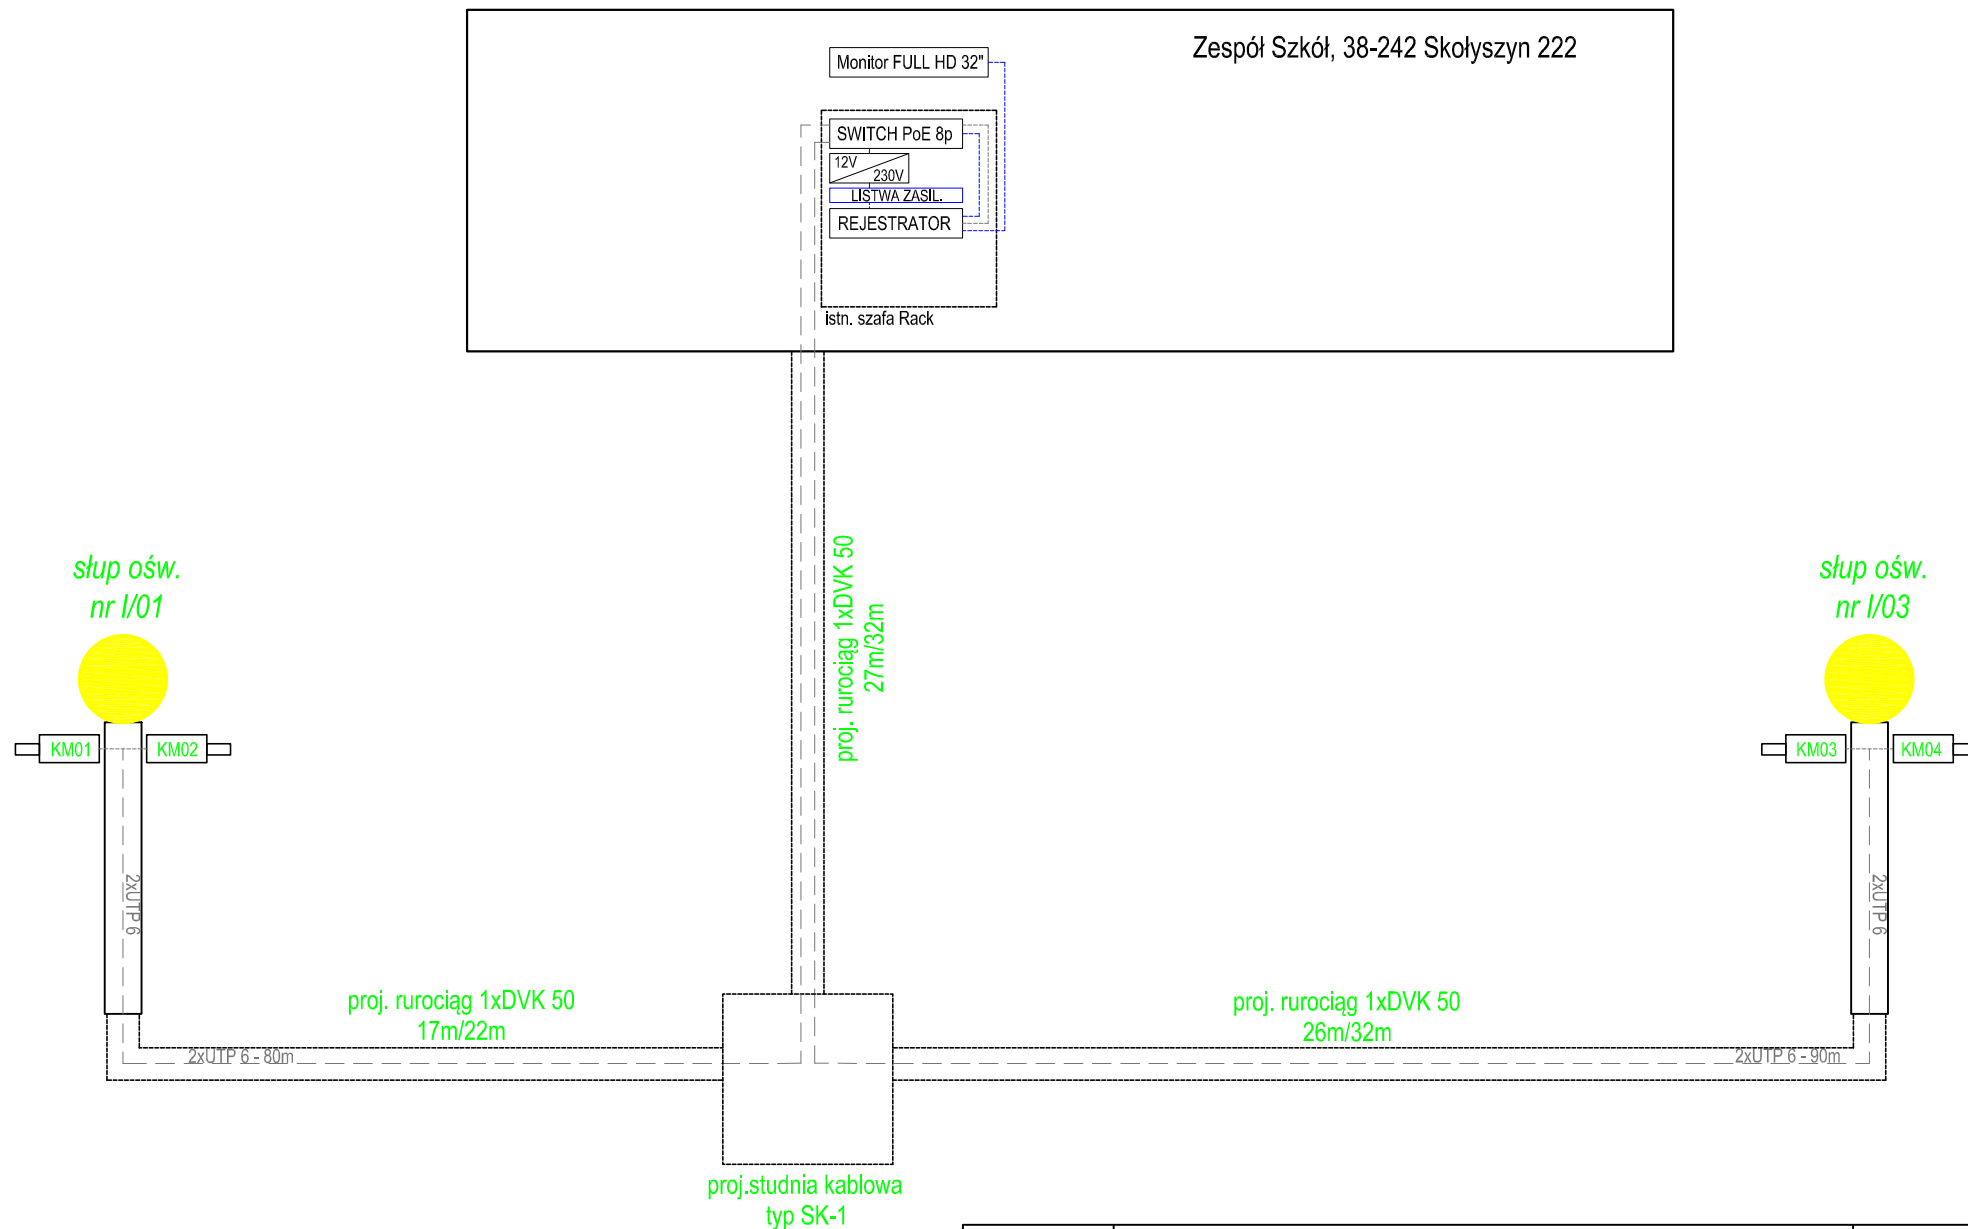 Zespół Szkół, 38-242 Skołyszyn 222
Monitor FULL HD 32"
SWITCH PoE 8p
12V
230V
LISTWA ZASIL.
REJESTRATOR
istn. szafa Rack
proj. rurociąg 1xDVK 50
27m/32m
słup ośw.
nr I/01
KM01
KM02
2xUTP 6
słup ośw.
nr I/03
KM03
KM04
2xUTP 6
proj. rurociąg 1xDVK 50
17m/22m
2xUTP 6 - 80m
proj. rurociąg 1xDVK 50
26m/32m
2xUTP 6 - 90m
proj.studnia kablowa
typ SK-1